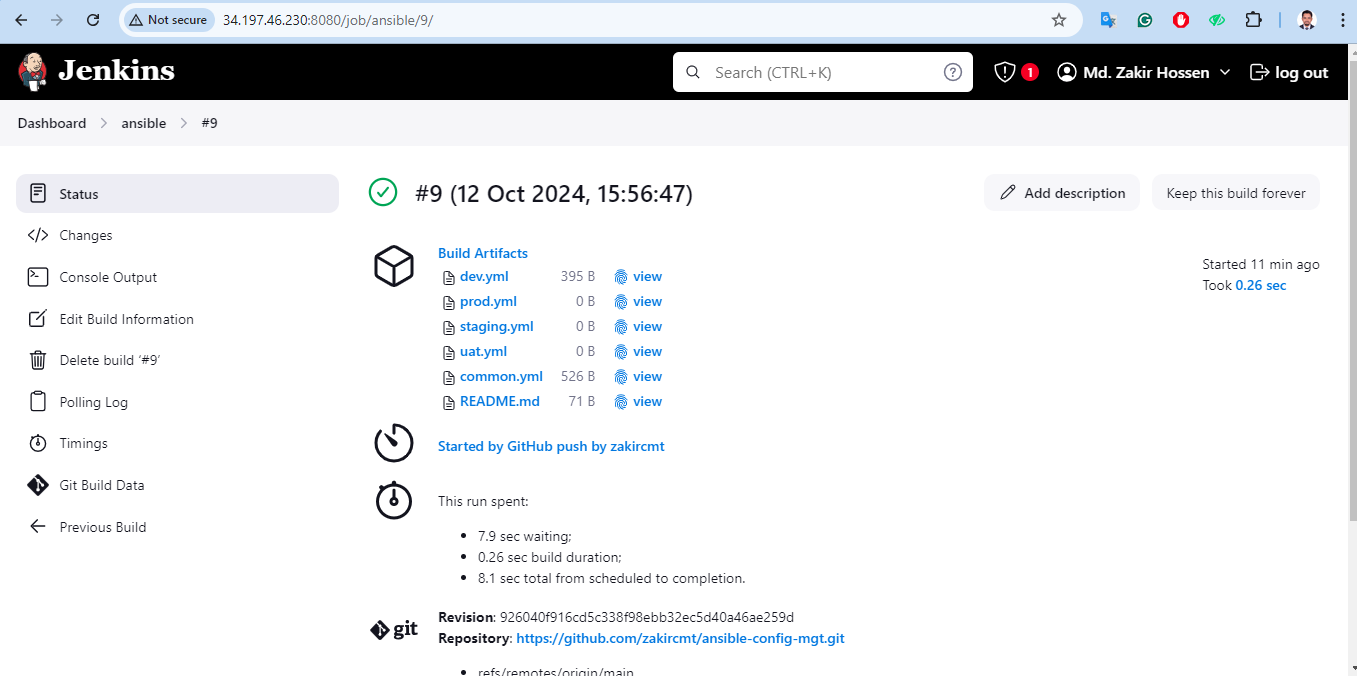 Not secure 34.197.46.230:8080/job/ansible/9/
Jenkins
Search (CTRL+K)
?
1
Md. Zakir Hossen
log out
Dashboard > ansible > #9
Status
Changes
Console Output
Edit Build Information
Delete build ‘#9’
Polling Log
Timings
Git Build Data
Previous Build
#9 (12 Oct 2024, 15:56:47)
Add description
Keep this build forever
Started 11 min ago
Took 0.26 sec
Build Artifacts
dev.yml 395 B view
prod.yml 0 B view
staging.yml 0 B view
uat.yml 0 B view
common.yml 526 B view
README.md 71 B view
Started by GitHub push by zakircmt
This run spent:
• 7.9 sec waiting;
• 0.26 sec build duration;
• 8.1 sec total from scheduled to completion.
git
Revision: 926040f916cd5c338f98ebb32ec5d40a46ae259d
Repository: https://github.com/zakircmt/ansible-config-mgt.git
• refs/remotes/origin/main